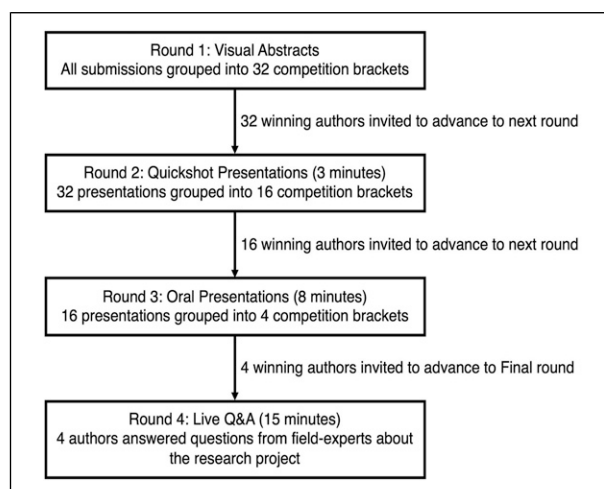 Round 1: Visual Abstracts
All submissions grouped into 32 competition brackets
32 winning authors invited to advance to next round
Round 2: Quickshot Presentations (3 minutes)
32 presentations grouped into 16 competition brackets
16 winning authors invited to advance to next round
Round 3: Oral Presentations (8 minutes)
16 presentations grouped into 4 competition brackets
4 winning authors invited to advance to Final round
Round 4: Live Q&A (15 minutes)
4 authors answered questions from field-experts about
the research project